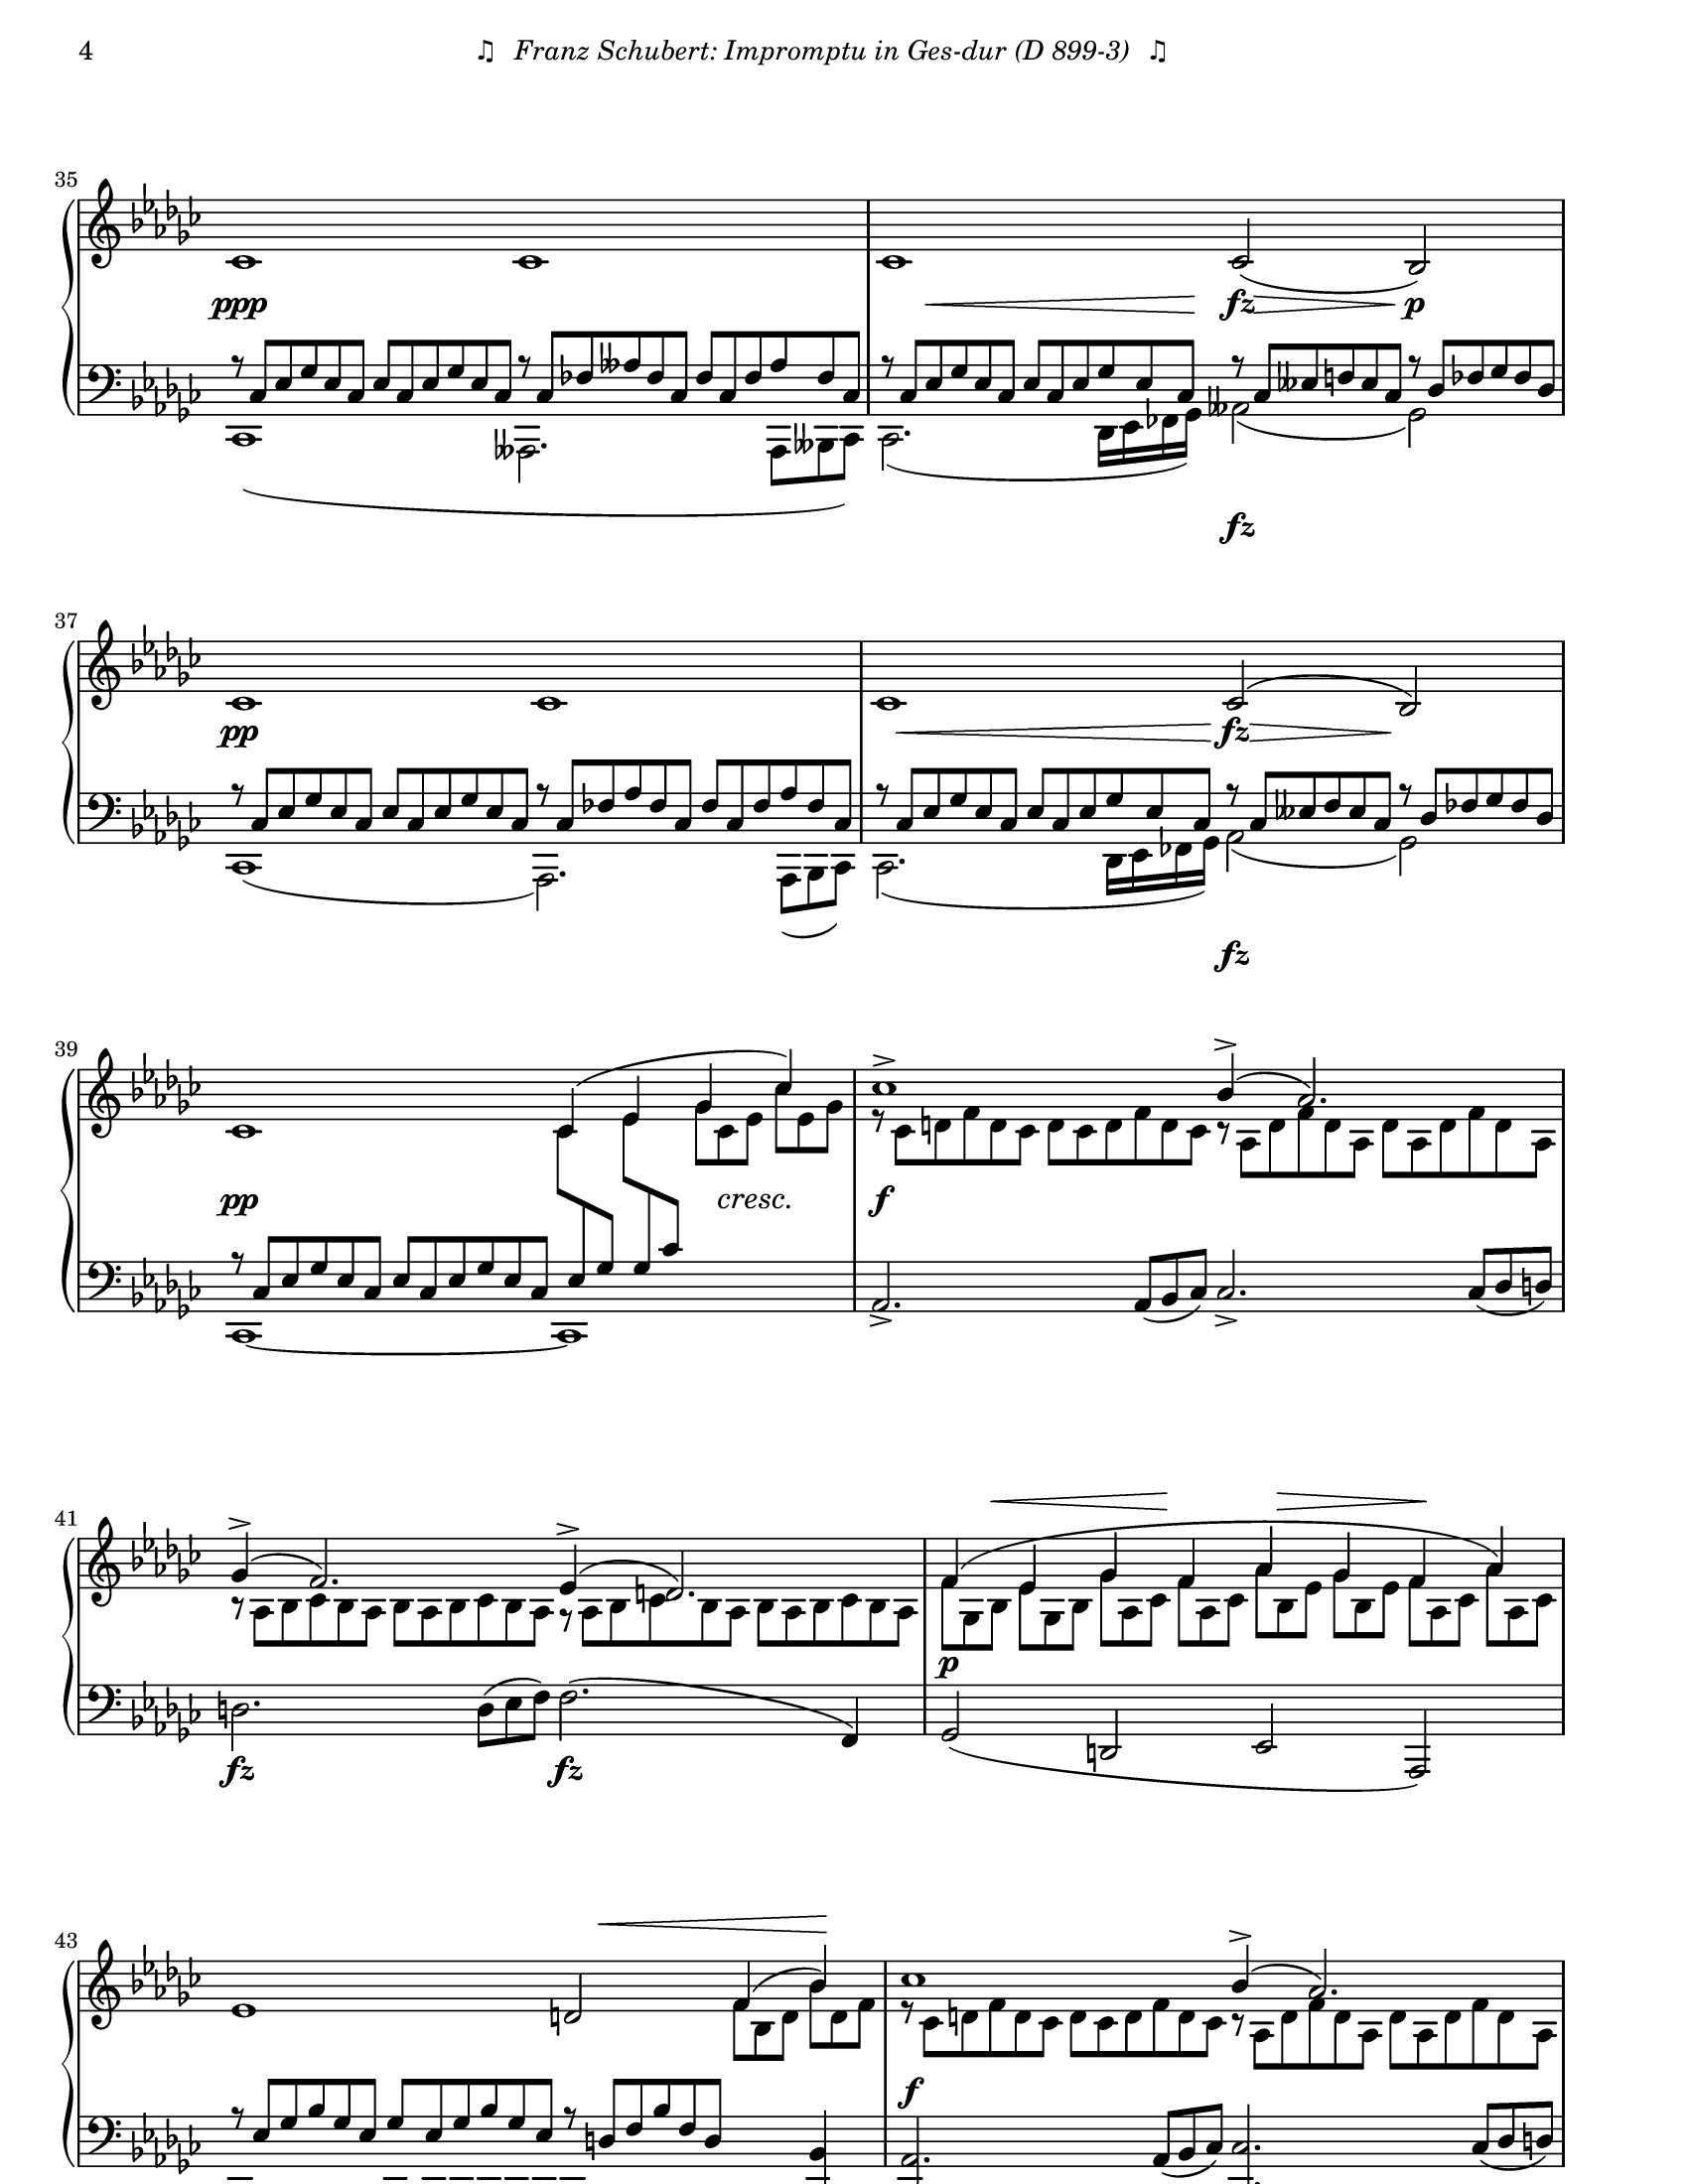 4 ♫ Franz Schubert: Impromptu in Ges-dur (D 899-3) ♫
35
ppp fz p
fz
37
pp fz
fz
39
pp cresc. f
41
p
fz fz
43
f